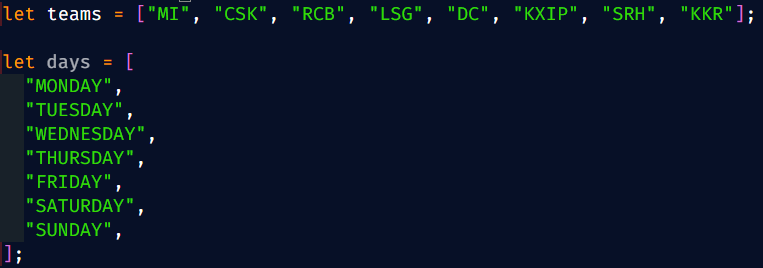 let teams = ["MI", "CSK", "RCB", "LSG", "DC", "KXIP", "SRH", "KKR"];
let days = [
"MONDAY",
"TUESDAY",
"WEDNESDAY",
"THURSDAY",
"FRIDAY",
"SATURDAY",
"SUNDAY",
];